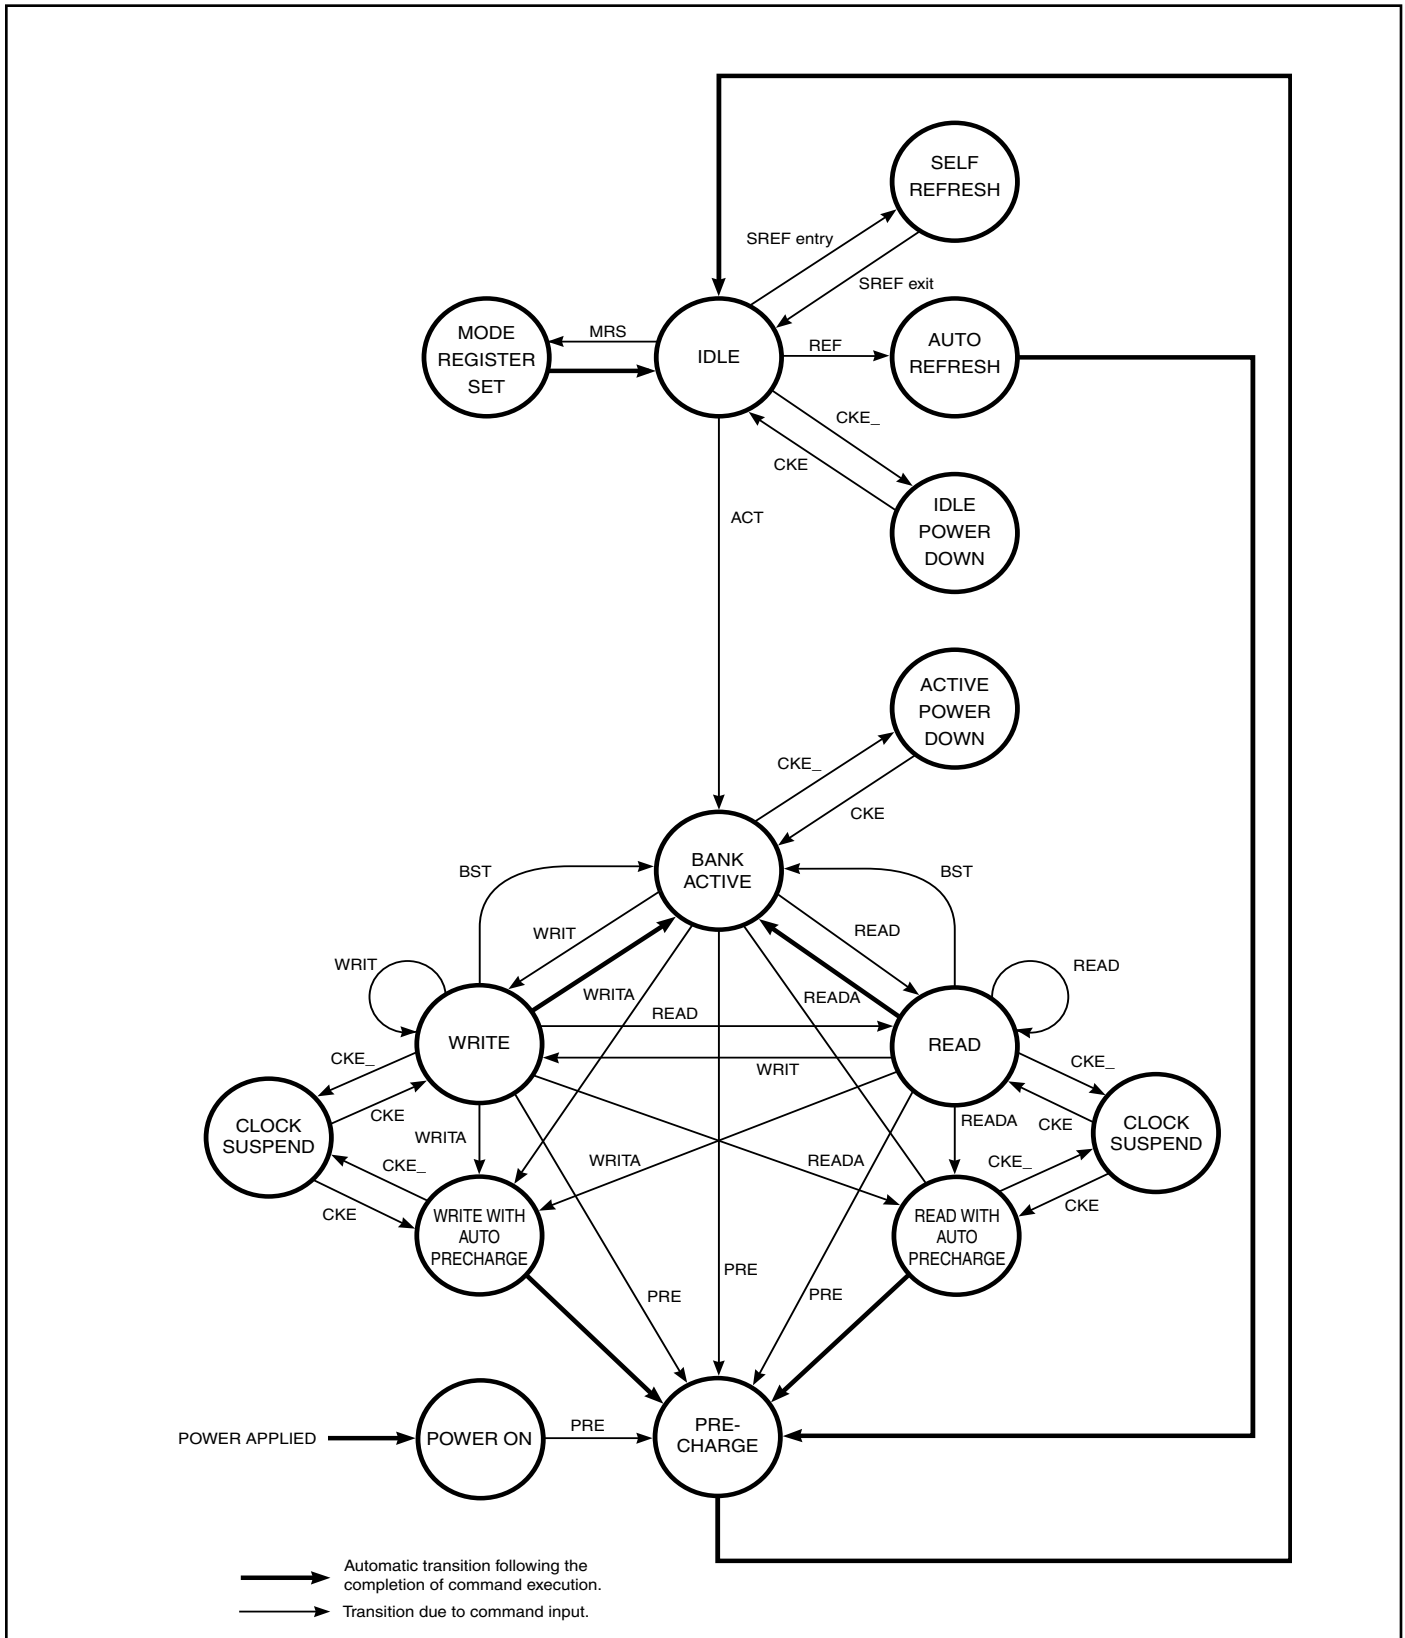 SELF
REFRESH
SREF entry
SREF exit
MODE
REGISTER
SET
MRS
IDLE
REF
AUTO
REFRESH
CKE_
CKE
IDLE
POWER
DOWN
ACT
ACTIVE
POWER
DOWN
CKE_
CKE
BANK
ACTIVE
BST
BST
WRIT
READ
WRIT
READ
WRITA
READA
READ
WRITE
READ
WRIT
CKE_
CKE_
CKE
CKE
CLOCK
SUSPEND
CLOCK
SUSPEND
WRITA
READA
WRITA
READA
CKE_
CKE_
CKE
CKE
WRITE WITH
AUTO
PRECHARGE
READ WITH
AUTO
PRECHARGE
PRE
PRE
PRE
POWER APPLIED
POWER ON
PRE
PRE-
CHARGE
Automatic transition following the
completion of command execution.
Transition due to command input.